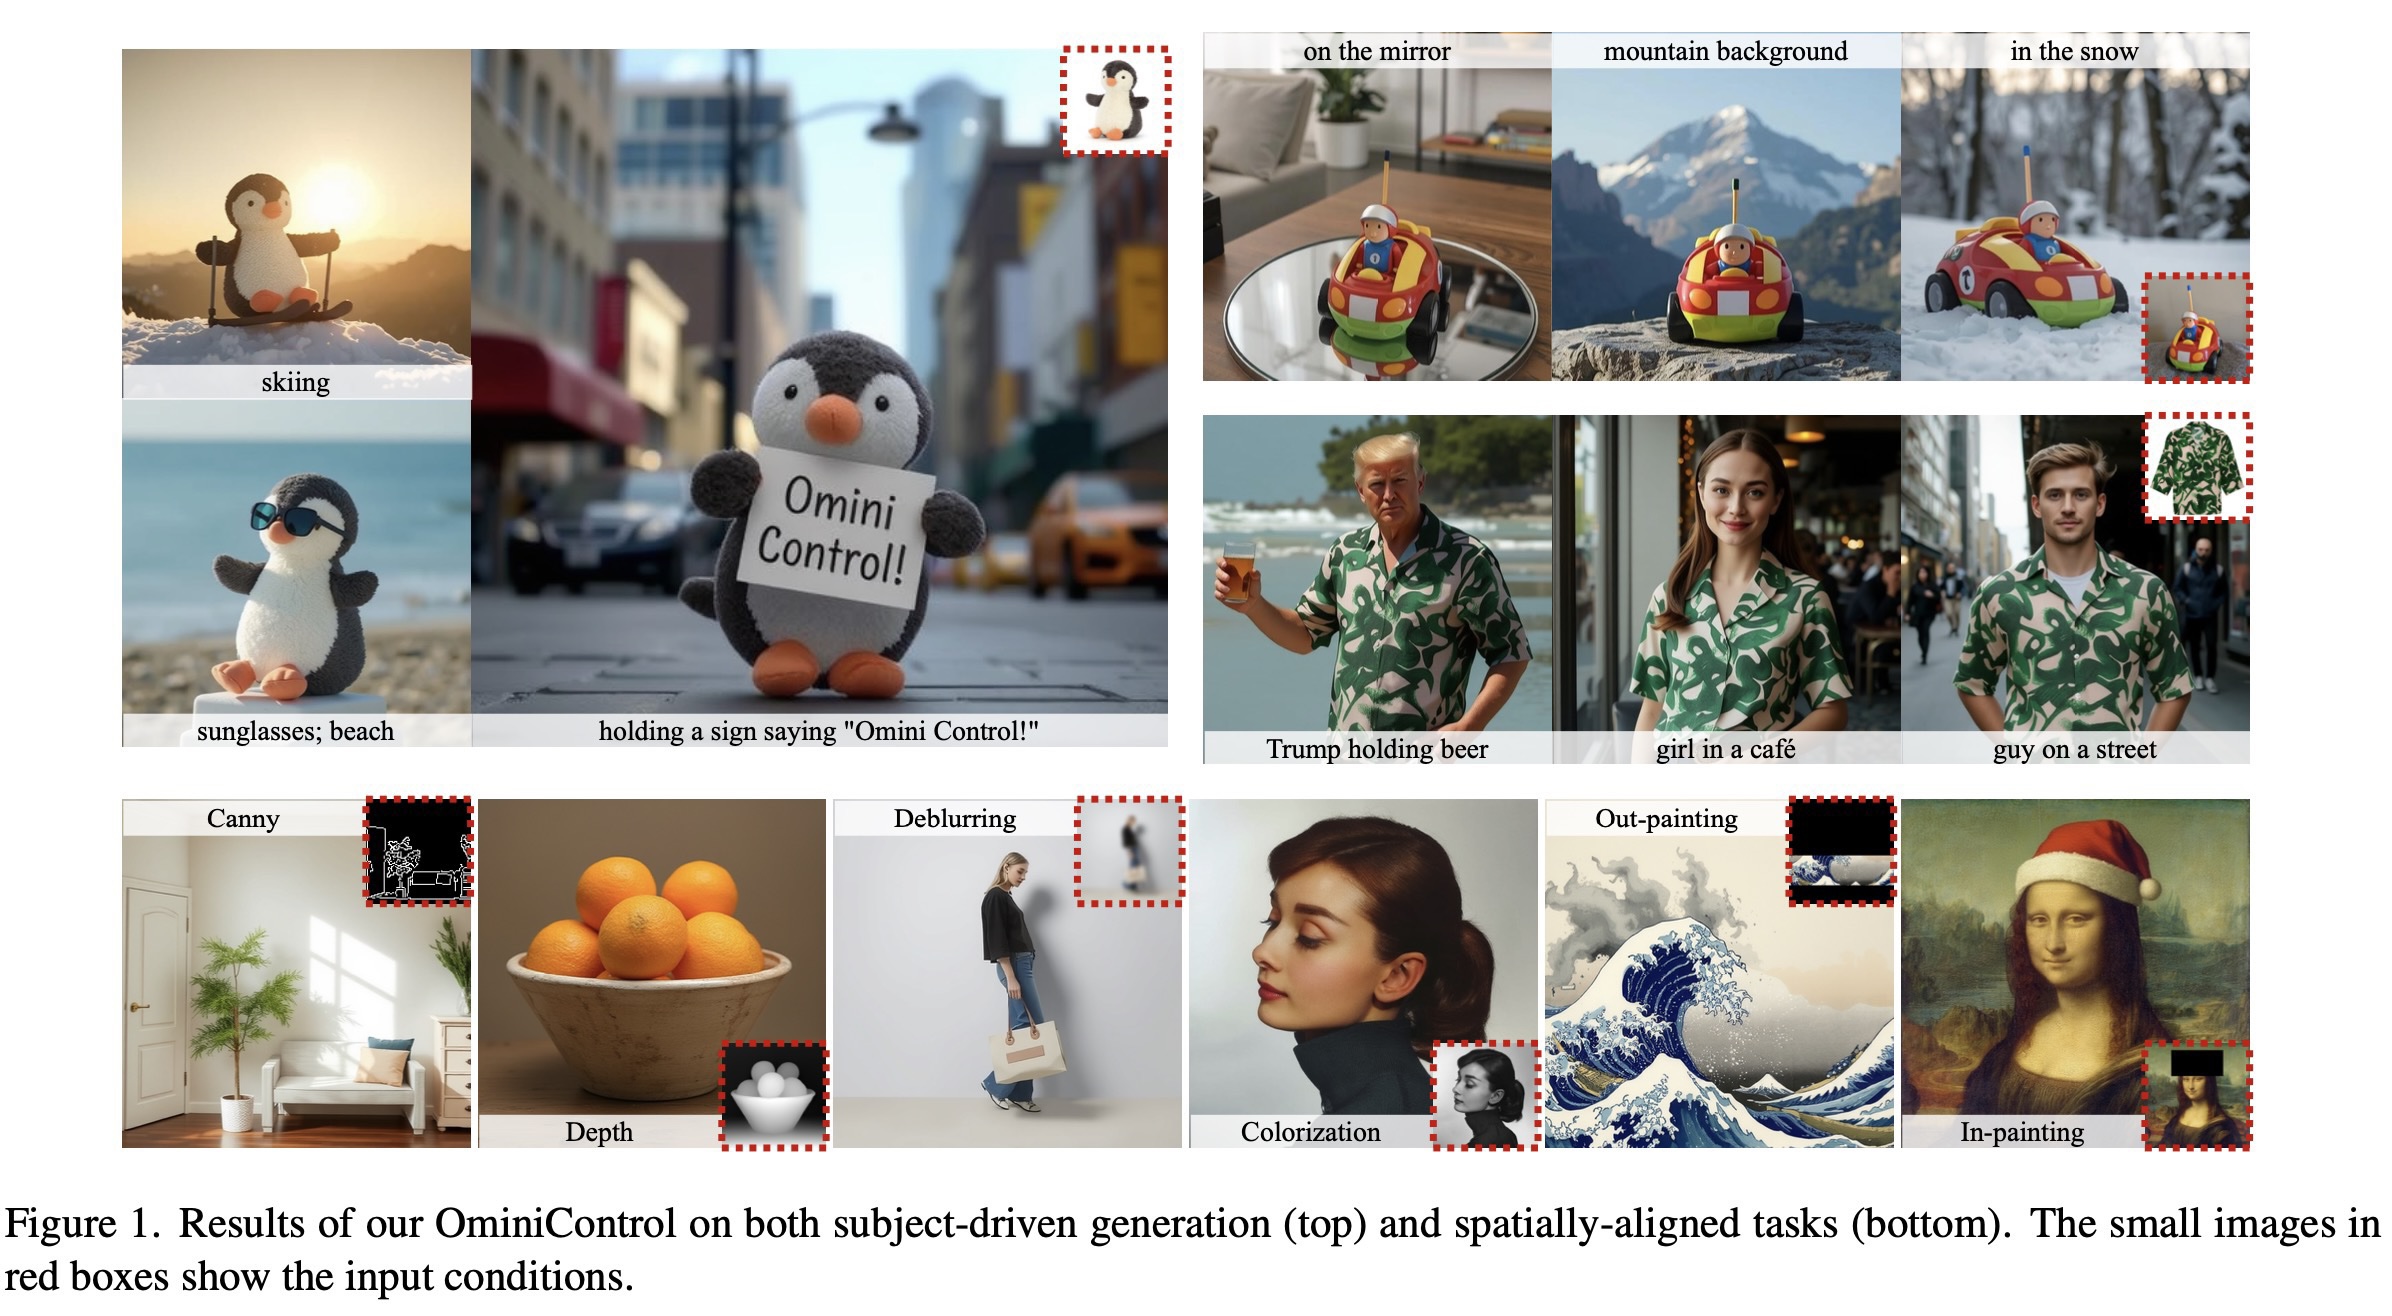 skiing
sunglasses; beach
Omini
Control!
holding a sign saying "Omini Control!"
on the mirror
mountain background
in the snow
Trump holding beer
girl in a café
guy on a street
Canny
Depth
Deblurring
Colorization
Out-painting
In-painting
Figure 1. Results of our OminiControl on both subject-driven generation (top) and spatially-aligned tasks (bottom). The small images in
red boxes show the input conditions.